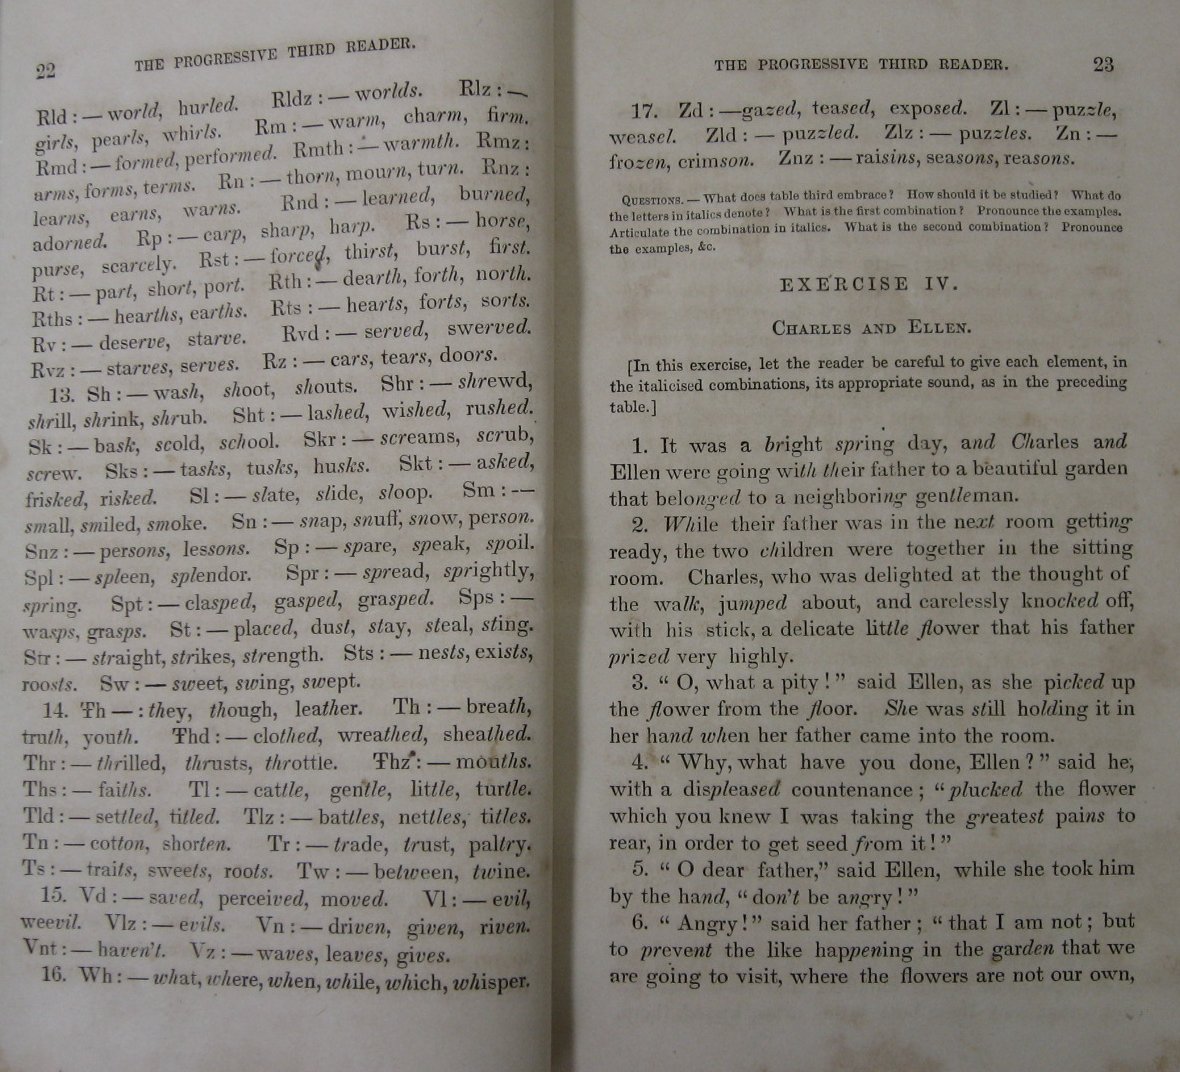 22 THE PROGRESSIVE THIRD READER.
Rld : — world, hurled. Rldz : — worlds. Rlz : —
girls, pearls, whirls. Rm : — warm, charm, firm.
Rmd : — formed, performed. Rmth : — warmth. Rmz :
arms, forms, terms. Rn : — thorn, mourn, turn. Rnz :
learns, earns, warns. Rnd : — learned, burned,
adorned. Rp : — carp, sharp, harp. Rs : — horse,
purse, scarcely. Rst : — forced, thirst, burst, first.
Rt : — part, short, port. Rth : — dearth, forth, north.
Rths : — hearths, earths. Rts : — hearts, forts, sorts.
Rv : — deserve, starve. Rvd : — served, swerved.
Rvz : — starves, serves. Rz : — cars, tears, doors.
13. Sh : — wash, shoot, shouts. Shr : — shrewd,
shrill, shrink, shrub. Sht : — lashed, wished, rushed.
Sk : — bask, scold, school. Skr : — screams, scrub,
screw. Sks : — tasks, tusks, husks. Skt : — asked,
frisked, risked. Sl : — slate, slide, sloop. Sm : —
small, smiled, smoke. Sn : — snap, snuff, snow, person.
Snz : — persons, lessons. Sp : — spare, speak, spoil.
Spl : — spleen, splendor. Spr : — spread, sprightly,
spring. Spt : — clasped, gasped, grasped. Sps : —
wasps, grasps. St : — placed, dust, stay, steal, sting.
Str : — straight, strikes, strength. Sts : — nests, exists,
roosts. Sw : — sweet, swing, swept.
14. Th — : they, though, leather. Th : — breath,
truth, youth. Thd : — clothed, wreathed, sheathed.
Thr : — thrilled, thrusts, throttle. Thz : — mouths.
Ths : — faiths. Tl : — cattle, gentle, little, turtle.
Tld : — settled, titled. Tlz : — battles, nettles, titles.
Tn : — cotton, shorten. Tr : — trade, trust, paltry.
Ts : — traits, sweets, roots. Tw : — between, twine.
15. Vd : — saved, perceived, moved. Vl : — evil,
weevil. Vlz : — evils. Vn : — driven, given, riven.
Vnt : — haven't. Vz : — waves, leaves, gives.
16. Wh : — what, where, when, while, which, whisper.
THE PROGRESSIVE THIRD READER. 23
17. Zd : — gazed, teased, exposed. Zl : — puzzle,
weasel. Zld : — puzzled. Zlz : — puzzles. Zn : —
frozen, crimson. Znz : — raisins, seasons, reasons.
QUESTIONS. — What does table third embrace? How should it be studied? What do
the letters in italics denote? What is the first combination? Pronounce the examples.
Articulate the combination in italics. What is the second combination? Pronounce
the examples, &c.
EXERCISE IV.
CHARLES AND ELLEN.
[In this exercise, let the reader be careful to give each element, in
the italicised combinations, its appropriate sound, as in the preceding
table.]
1. It was a bright spring day, and Charles and
Ellen were going with their father to a beautiful garden
that belonged to a neighboring gentleman.
2. While their father was in the next room getting
ready, the two children were together in the sitting
room. Charles, who was delighted at the thought of
the walk, jumped about, and carelessly knocked off,
with his stick, a delicate little flower that his father
prized very highly.
3. " O, what a pity ! " said Ellen, as she picked up
the flower from the floor. She was still holding it in
her hand when her father came into the room.
4. " Why, what have you done, Ellen ? " said he,
with a displeased countenance ; " plucked the flower
which you knew I was taking the greatest pains to
rear, in order to get seed from it ! "
5. " O dear father," said Ellen, while she took him
by the hand, " don't be angry ! "
6. " Angry ! " said her father ; " that I am not ; but
to prevent the like happening in the garden that we
are going to visit, where the flowers are not our own,